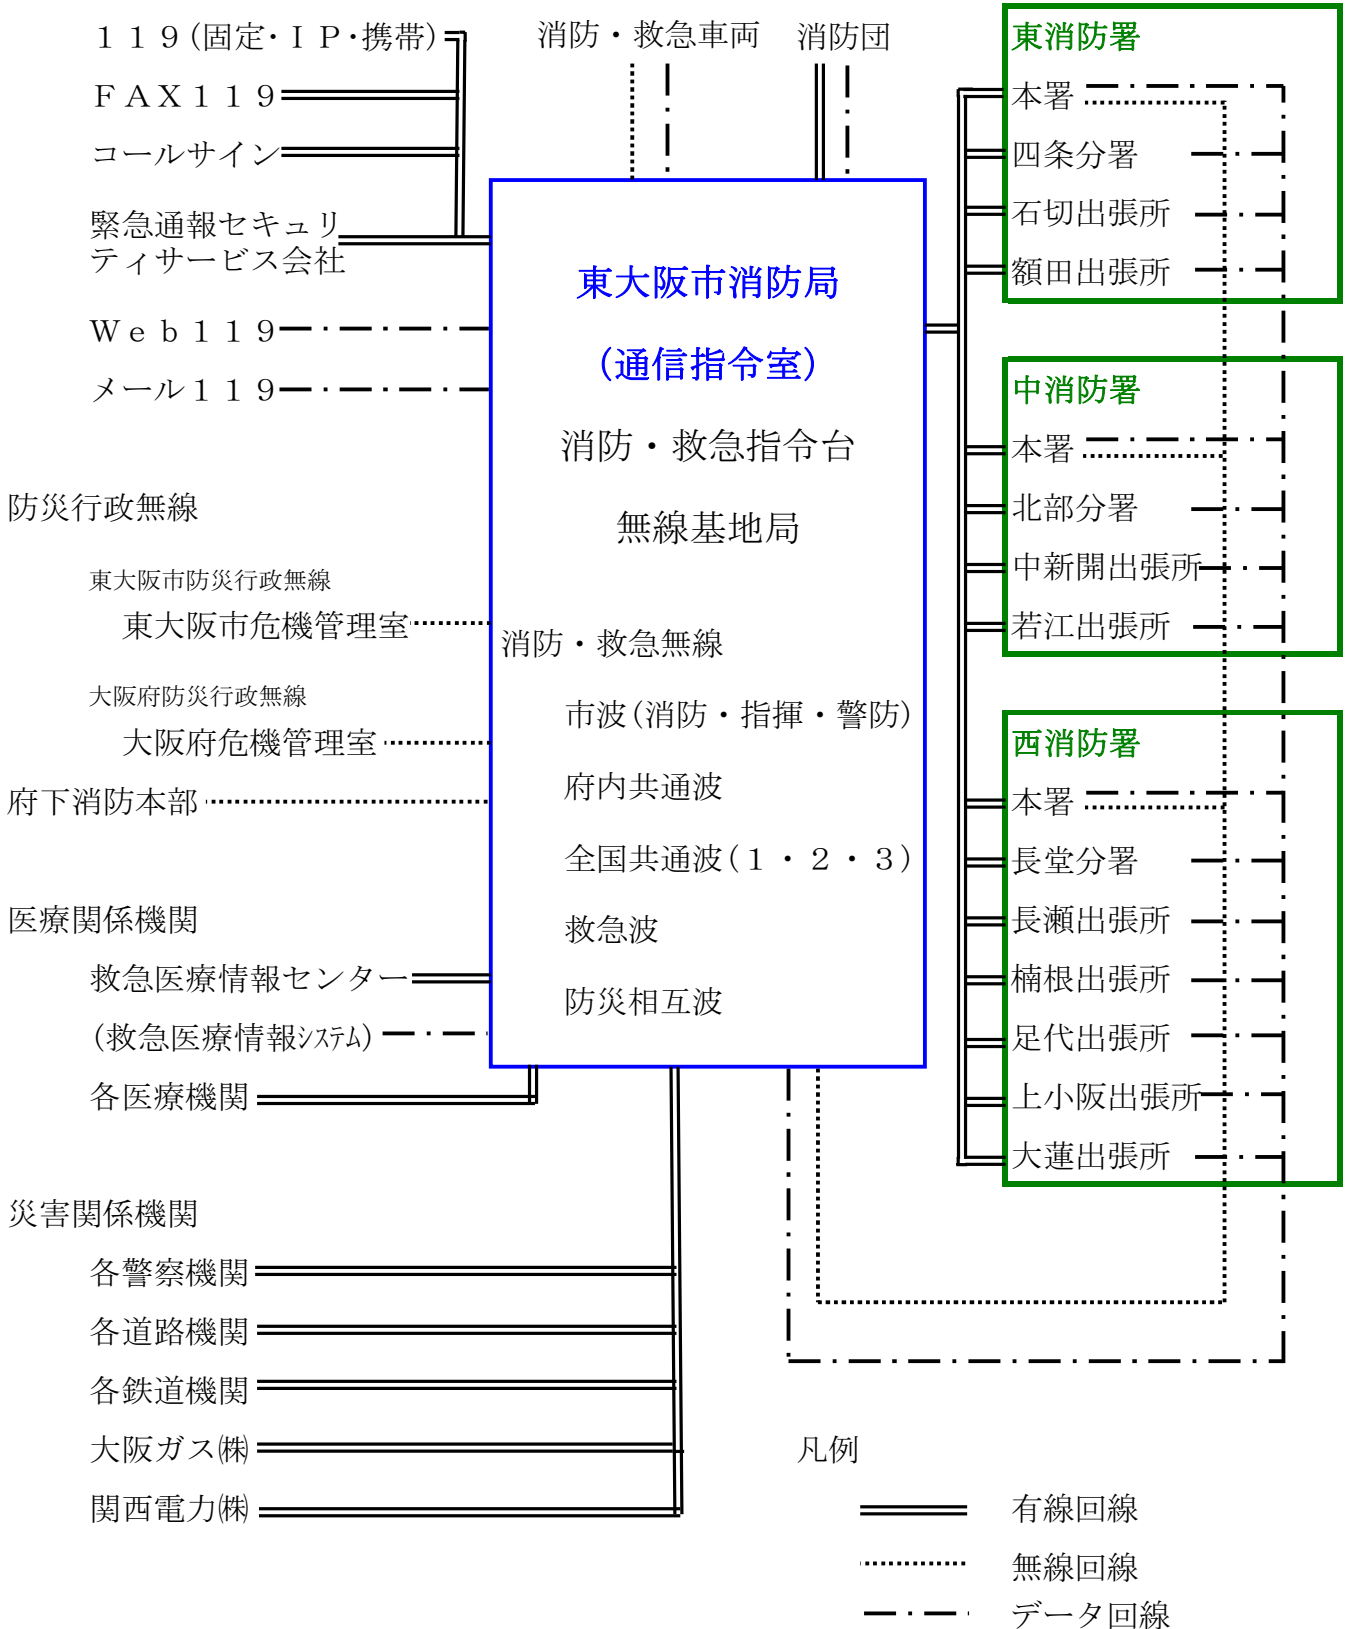 １１９(固定・ＩＰ・携帯)
ＦＡＸ１１９
コールサイン
緊急通報セキュリ
ティサービス会社
Ｗｅｂ１１９
メール１１９
防災行政無線
東大阪市防災行政無線
東大阪市危機管理室
大阪府防災行政無線
大阪府危機管理室
府下消防本部
医療関係機関
救急医療情報センター
(救急医療情報ｼｽﾃﾑ)
各医療機関
災害関係機関
各警察機関
各道路機関
各鉄道機関
大阪ガス㈱
関西電力㈱
消防・救急車両
消防団
東大阪市消防局
(通信指令室)
消防・救急指令台
無線基地局
消防・救急無線
市波(消防・指揮・警防)
府内共通波
全国共通波(１・２・３)
救急波
防災相互波
東消防署
本署
四条分署
石切出張所
額田出張所
中消防署
本署
北部分署
中新開出張所
若江出張所
西消防署
本署
長堂分署
長瀬出張所
楠根出張所
足代出張所
上小阪出張所
大蓮出張所
凡例
有線回線
無線回線
データ回線